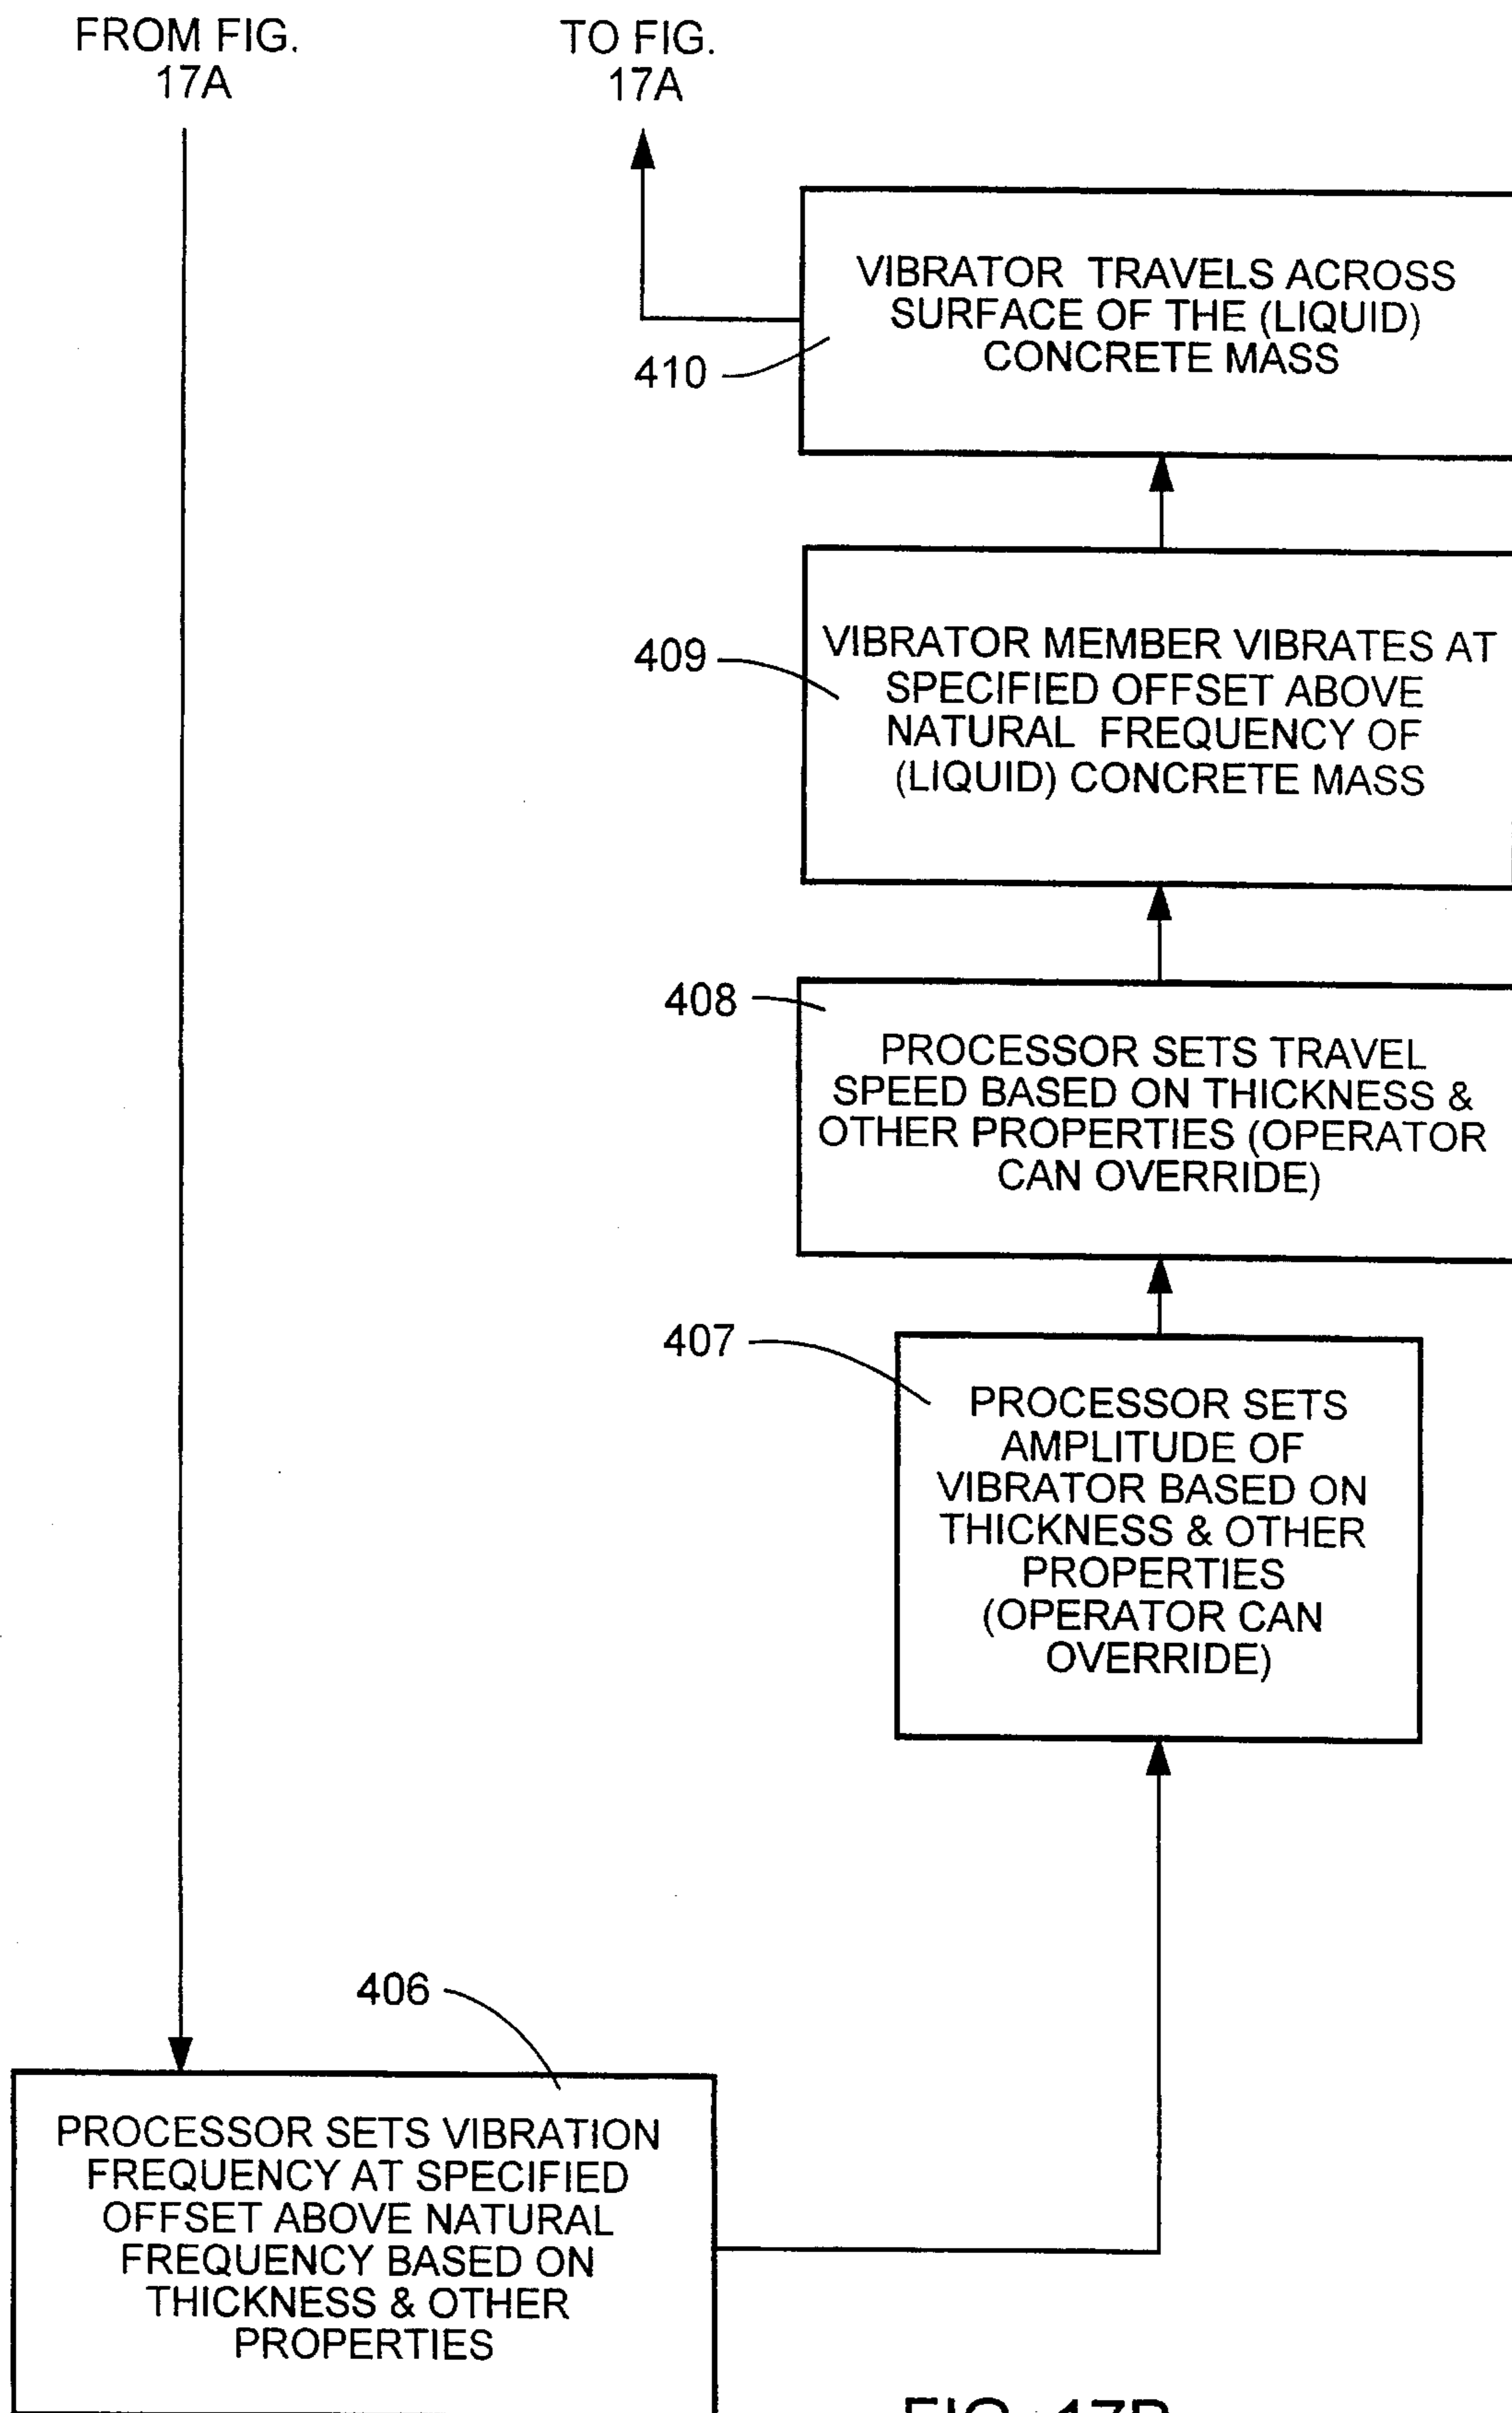 FROM FIG.
17A
TO FIG.
17A
VIBRATOR TRAVELS ACROSS
SURFACE OF THE (LIQUID)
CONCRETE MASS
410
VIBRATOR MEMBER VIBRATES AT
SPECIFIED OFFSET ABOVE
NATURAL FREQUENCY OF
(LIQUID) CONCRETE MASS
409
408
PROCESSOR SETS TRAVEL
SPEED BASED ON THICKNESS &
OTHER PROPERTIES (OPERATOR
CAN OVERRIDE)
407
PROCESSOR SETS
AMPLITUDE OF
VIBRATOR BASED ON
THICKNESS & OTHER
PROPERTIES
(OPERATOR CAN
OVERRIDE)
406
PROCESSOR SETS VIBRATION
FREQUENCY AT SPECIFIED
OFFSET ABOVE NATURAL
FREQUENCY BASED ON
THICKNESS & OTHER
PROPERTIES
FIG. 17B